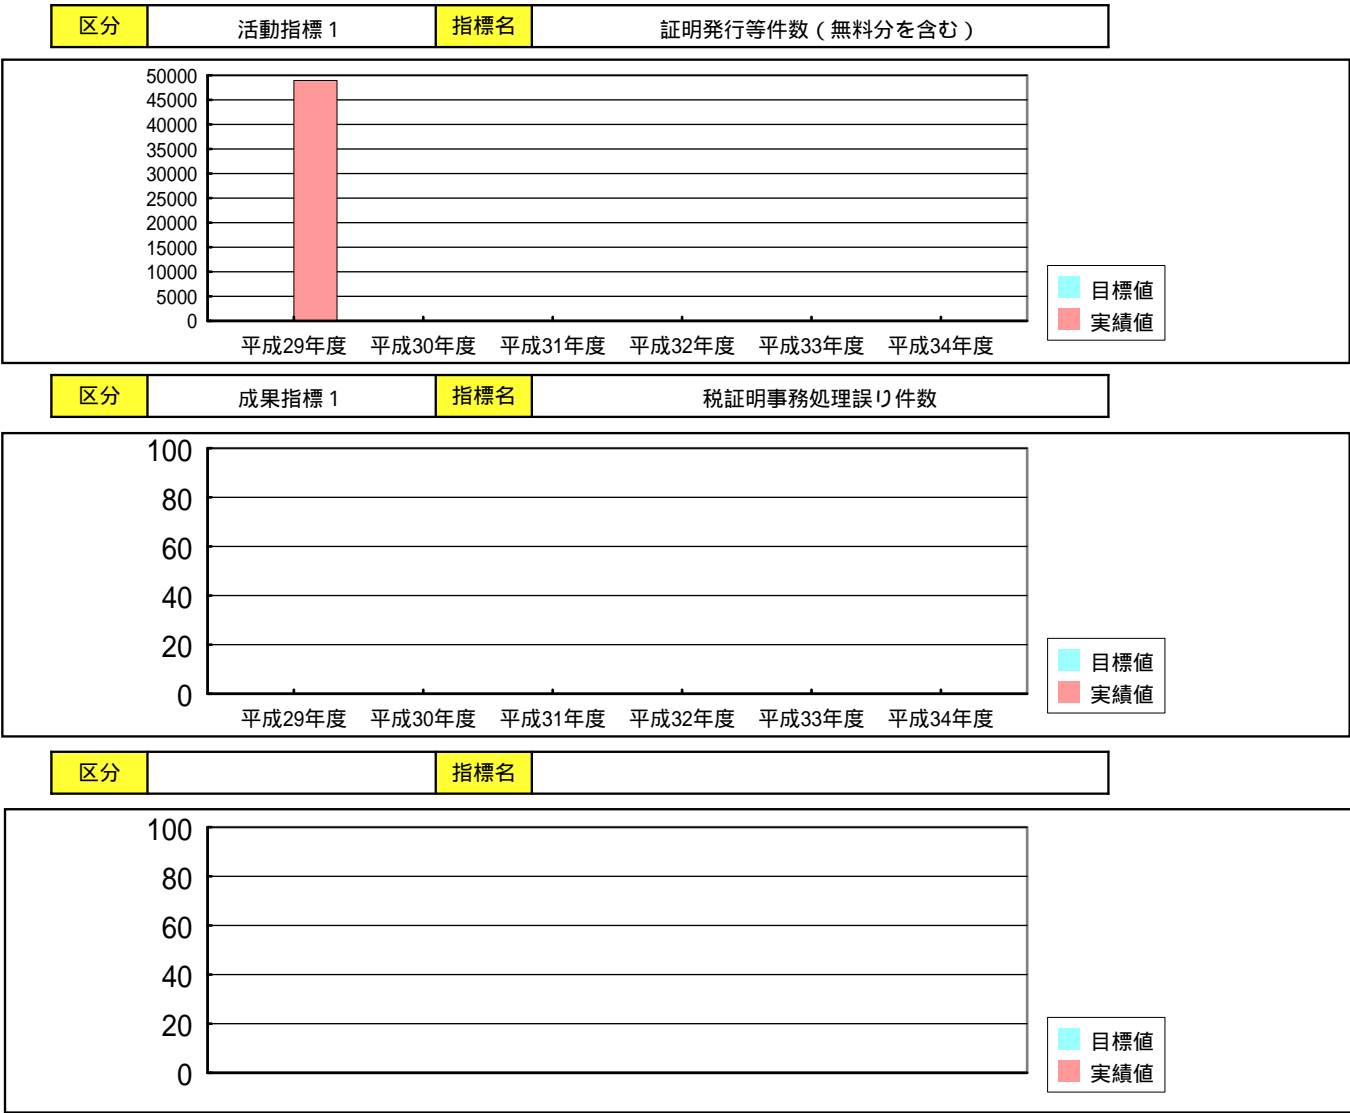 区分 活動指標1 指標名 証明発行等件数(無料分を含む)
50000
45000
40000
35000
30000
25000
20000
15000
10000
5000
0
平成29年度 平成30年度 平成31年度 平成32年度 平成33年度 平成34年度
目標値
実績値
区分 成果指標1 指標名 税証明事務処理誤り件数
100
80
60
40
20
0
平成29年度 平成30年度 平成31年度 平成32年度 平成33年度 平成34年度
目標値
実績値
区分 指標名
100
80
60
40
20
0
目標値
実績値